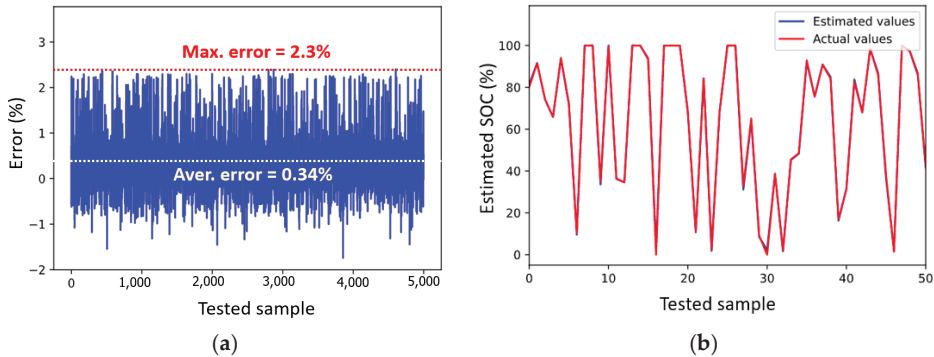 3
2
1
0
−1
−2
Error (%)
Max. error = 2.3%
Aver. error = 0.34%
0
1,000
2,000
3,000
4,000
5,000
Tested sample
(a)
100
80
60
40
20
0
Estimated SOC (%)
Estimated values
Actual values
0
10
20
30
40
50
Tested sample
(b)